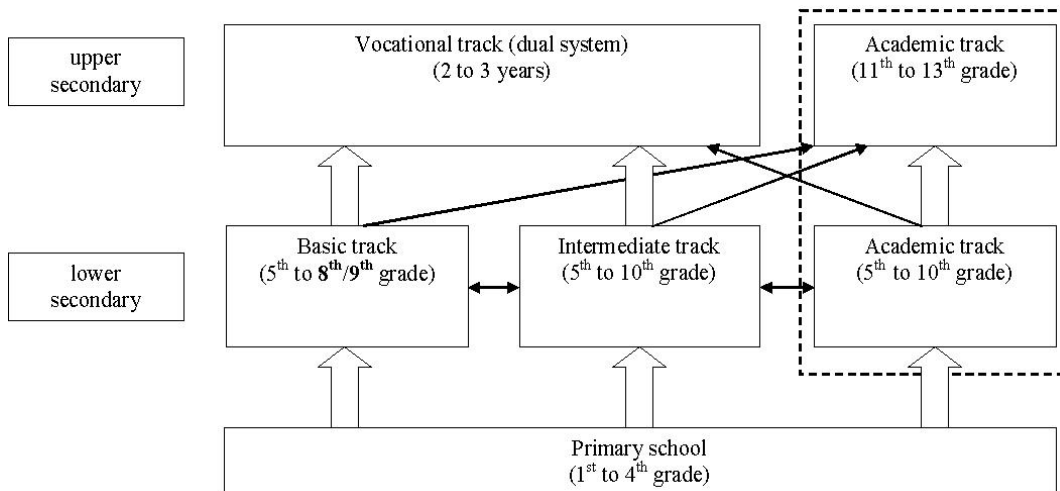 upper
secondary
Vocational track (dual system)
(2 to 3 years)
Academic track
(11th to 13th grade)
lower
secondary
Basic track
(5th to 8th/9th grade)
Intermediate track
(5th to 10th grade)
Academic track
(5th to 10th grade)
Primary school
(1st to 4th grade)